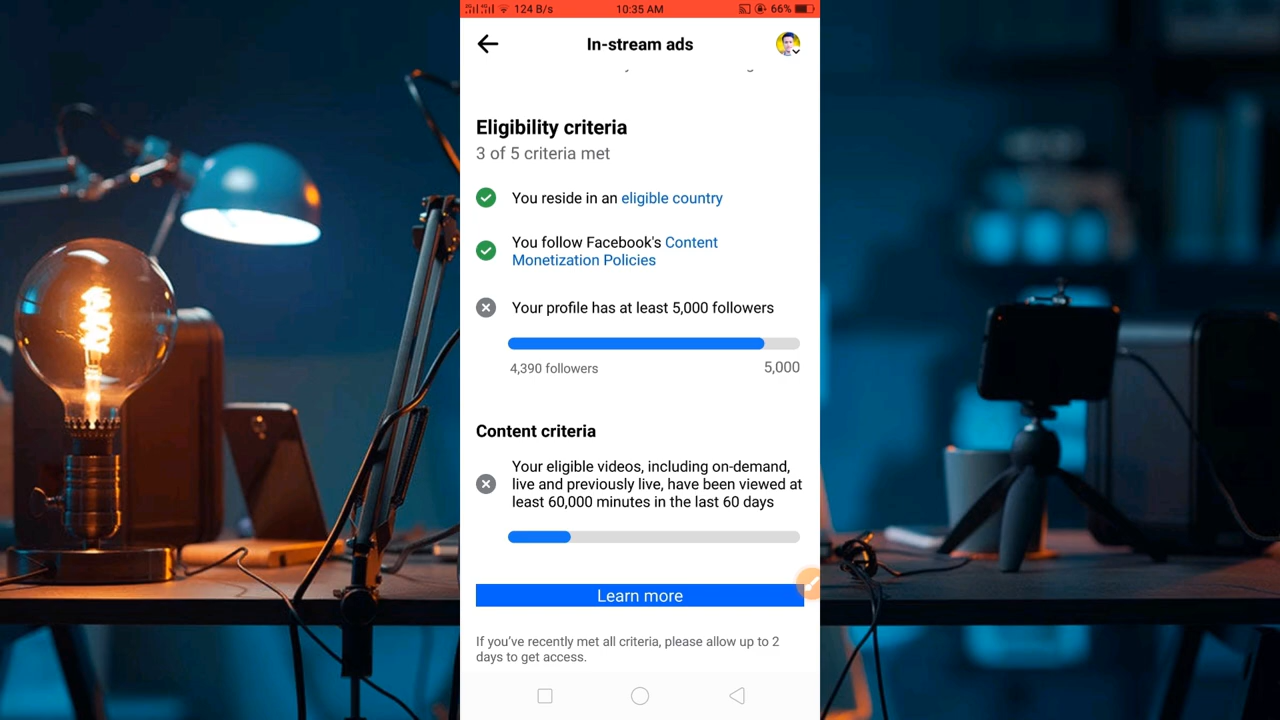 124 B/s 10:35 AM 66%
In-stream ads
Eligibility criteria
3 of 5 criteria met
You reside in an eligible country
You follow Facebook's Content
Monetization Policies
Your profile has at least 5,000 followers
4,390 followers 5,000
Content criteria
Your eligible videos, including on-demand,
live and previously live, have been viewed at
least 60,000 minutes in the last 60 days
Learn more
If you've recently met all criteria, please allow up to 2
days to get access.